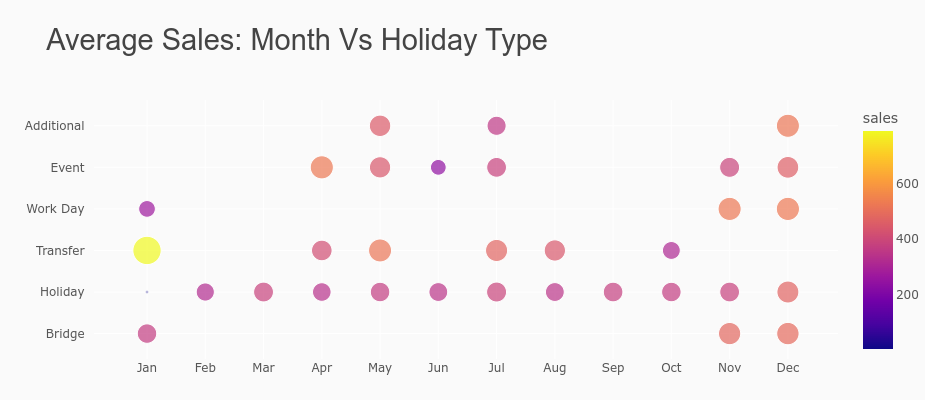 Average Sales: Month Vs Holiday Type
sales
Additional
Event
Work Day
Transfer
Holiday
Bridge
600
400
200
Jan Feb Mar Apr May Jun Jul Aug Sep Oct Nov Dec